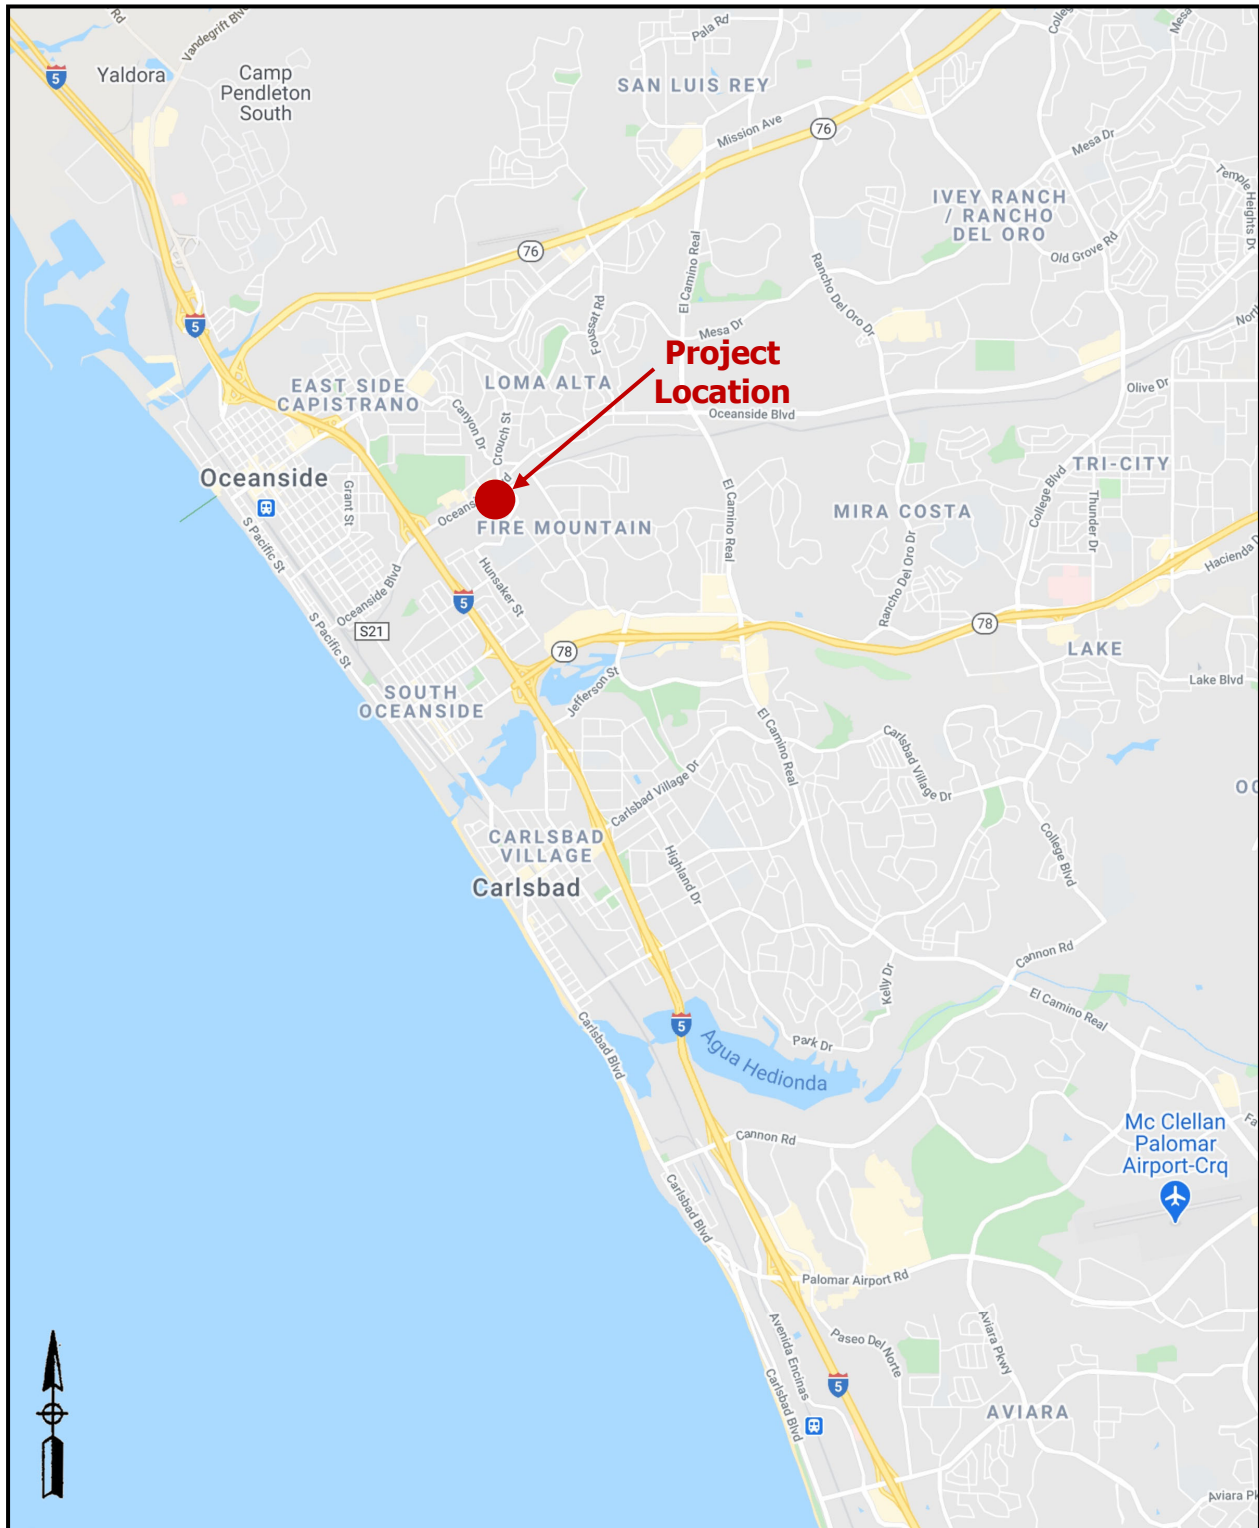 Rd
Vandegrift Blvd
5
Yaldora
Camp
Pendleton
South
Pala Rd
SAN LUIS REY
Mission Ave
76
Mesa Dr
IVEY RANCH
/ RANCHO
DEL ORO
Old Grove Rd
Temple Heights Dr
76
El Camino Real
Rancho Del Oro Dr
5
Foussat Rd
Mesa Dr
Project
Location
EAST SIDE
CAPISTRANO
LOMA ALTA
Canyon Dr
Crouch St
Oceanside Blvd
Olive Dr
Oceanside
Grant St
FIRE MOUNTAIN
El Camino Real
MIRA COSTA
TRI-CITY
College Blvd
Thunder Dr
S Pacific St
Oceanside Blvd
Hunsaker St
5
Rancho Del Oro Dr
S21
S Pacific St
78
78
LAKE
Lake Blvd
SOUTH
OCEANSIDE
Jefferson St
El Camino Real
Carlsbad Village Dr
Carlsbad Village Dr
CARLSBAD
VILLAGE
Carlsbad
Highland Dr
College Blvd
Cannon Rd
Kelly Dr
El Camino Real
5
Agua Hedionda
Park Dr
Carlsbad Blvd
Cannon Rd
Mc Clellan
Palomar
Airport-Crq
Carlsbad Blvd
Palomar Airport Rd
Avenida Encinas
Paseo Del Norte
Aviara Pkwy
Carlsbad Blvd
5
AVIARA